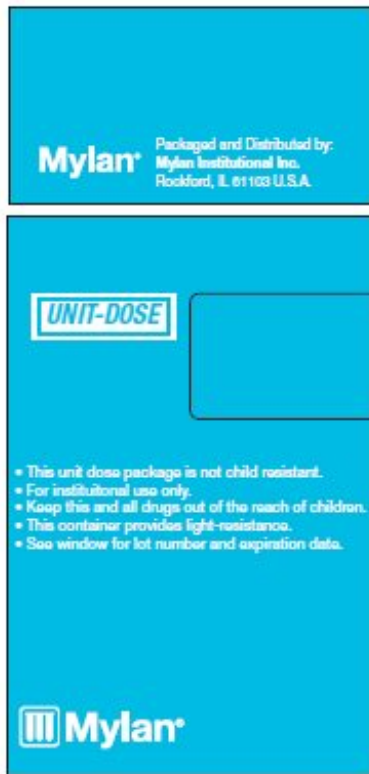 Mylan® Packaged and Distributed by:
Mylan Institutional Inc.
Rockford, IL 61103 U.S.A.
UNIT-DOSE
• This unit dose package is not child resistant.
• For instituitonal use only.
• Keep this and all drugs out of the reach of children.
• This container provides light-resistance.
• See window for lot number and expiration date.
Mylan®